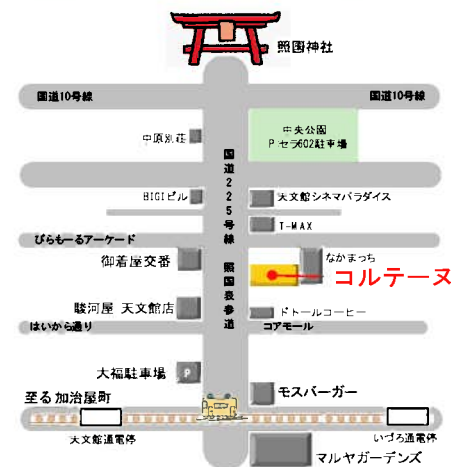 照国神社
国道10号線
国道10号線
中央公園
Pセラ602駐車場
中原別荘
国道225号線 照国表参道
BIGIビル
天文館シネマパラダイス
T-MAX
ぴらもーるアーケード
御着屋交番
なかまっち
コルテーヌ
駿河屋 天文館店
ドトールコーヒー
はいから通り
コアモール
大福駐車場
P
モスバーガー
至る 加治屋町
天文館通電停
いづろ通電停
マルヤガーデンズ